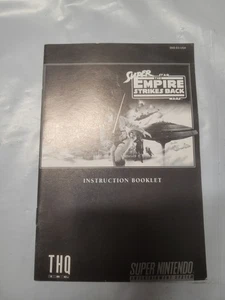 SUPER STAR
THE
EMPIRE
STRIKES BACK
WARS
INSTRUCTION BOOKLET
THQ
SUPER NINTENDO